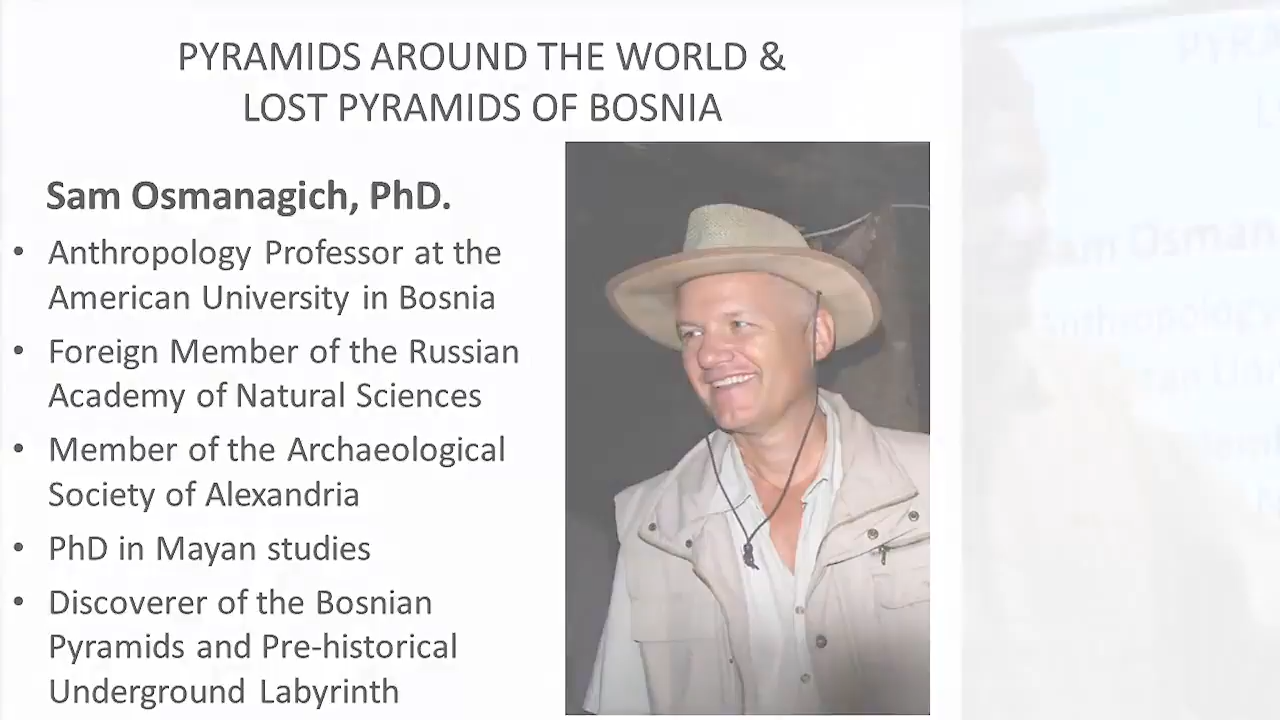 PYRAMIDS AROUND THE WORLD &
LOST PYRAMIDS OF BOSNIA
Sam Osmanagich, PhD.
• Anthropology Professor at the
American University in Bosnia
• Foreign Member of the Russian
Academy of Natural Sciences
• Member of the Archaeological
Society of Alexandria
• PhD in Mayan studies
• Discoverer of the Bosnian
Pyramids and Pre-historical
Underground Labyrinth